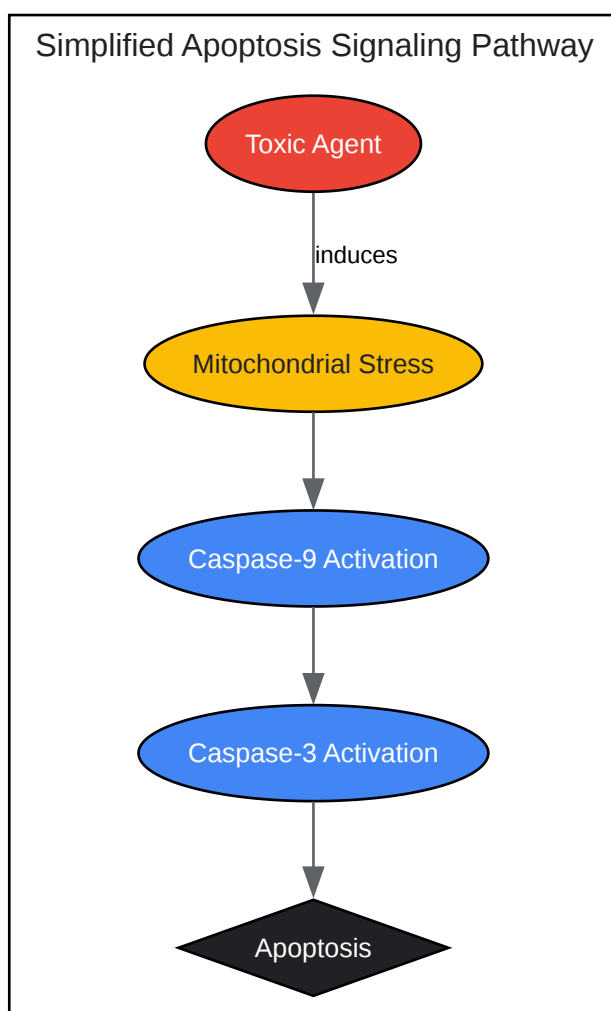 Simplified Apoptosis Signaling Pathway
Toxic Agent
induces
Mitochondrial Stress
Caspase-9 Activation
Caspase-3 Activation
Apoptosis